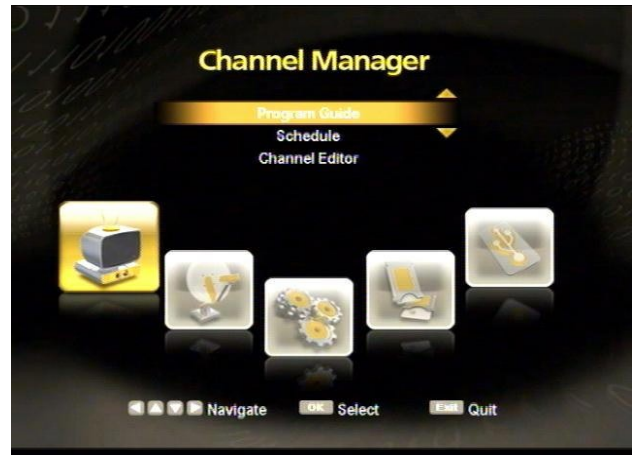 Channel Manager
Program Guide
Schedule
Channel Editor
Navigate OK Select Exit Quit